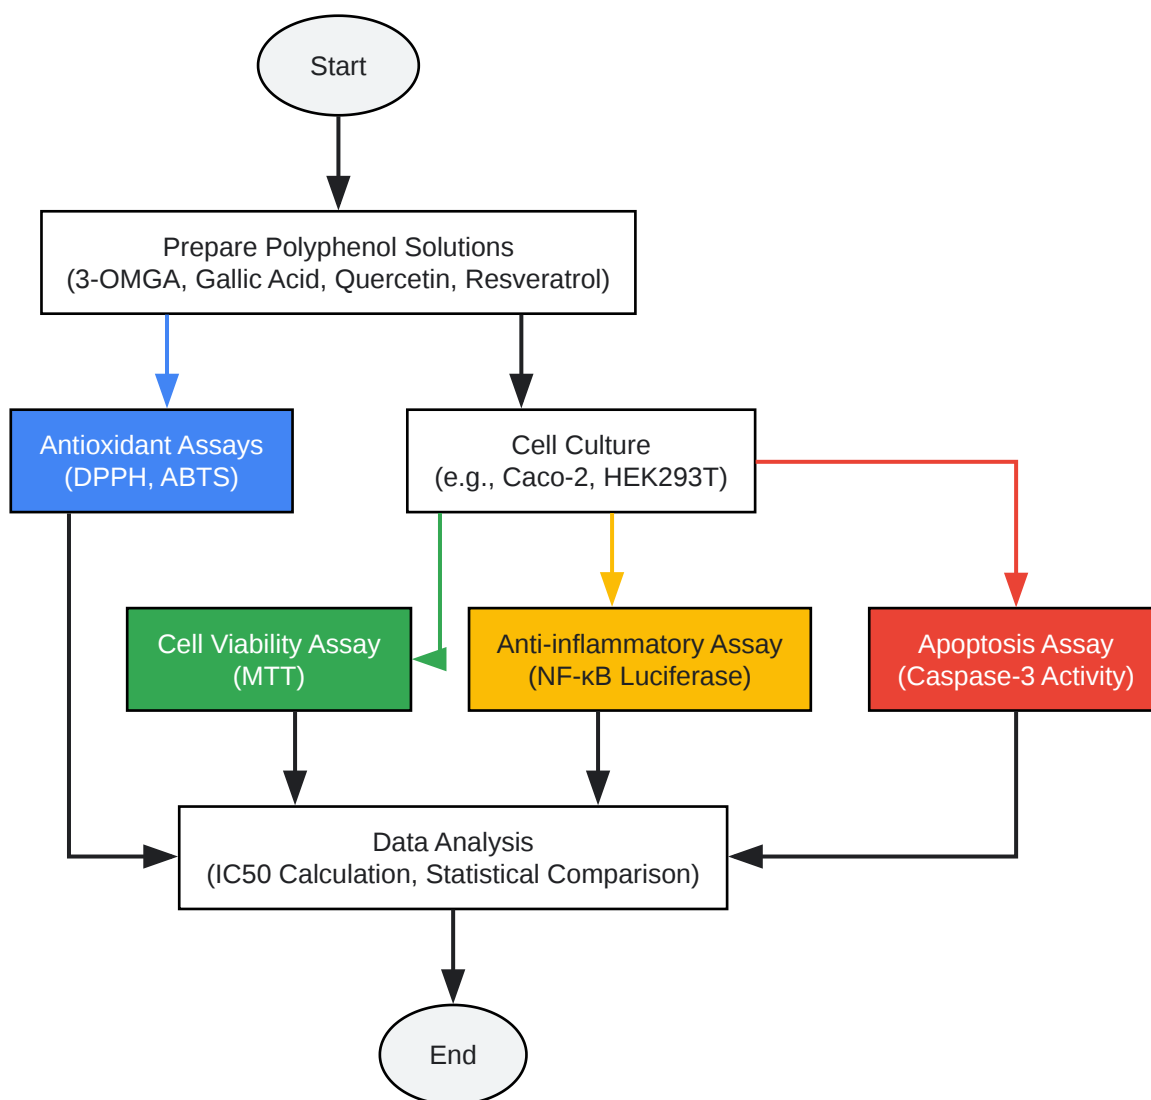 Start
Prepare Polyphenol Solutions
(3-OMGA, Gallic Acid, Quercetin, Resveratrol)
Antioxidant Assays
(DPPH, ABTS)
Cell Culture
(e.g., Caco-2, HEK293T)
Cell Viability Assay
(MTT)
Anti-inflammatory Assay
(NF-κB Luciferase)
Apoptosis Assay
(Caspase-3 Activity)
Data Analysis
(IC50 Calculation, Statistical Comparison)
End